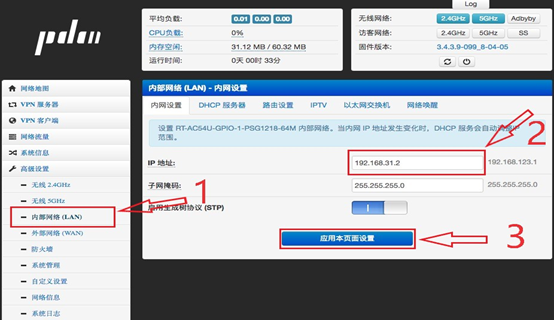 Log
pdcn
平均负载: 0.01 0.00 0.00
CPU负载: 0%
内存空闲: 31.12 MB / 60.32 MB
运行时间: 0天 00时 33分
无线网络: 2.4GHz 5GHz Adbyby
访客网络: 2.4GHz 5GHz SS
固件版本: 3.4.3.9-099_8-04-05
网络地图
VPN 服务器
VPN 客户端
网络流量
系统信息
高级设置
无线 2.4GHz
无线 5GHz
内部网络 (LAN)
外部网络 (WAN)
防火墙
系统管理
自定义设置
网络信息
系统日志
内部网络 (LAN) - 内网设置
内网设置 DHCP 服务器 路由设置 IPTV 以太网交换机 网络唤醒
设置 RT-AC54U-GPIO-1-PSG1218-64M 内部网络。当内网 IP 地址发生变化时，DHCP 服务会自动
IP
范围。
IP 地址: 192.168.31.2 192.168.123.1
子网掩码: 255.255.255.0 255.255.255.0
启用生成树协议 (STP)
应用本页面设置
1
2
3